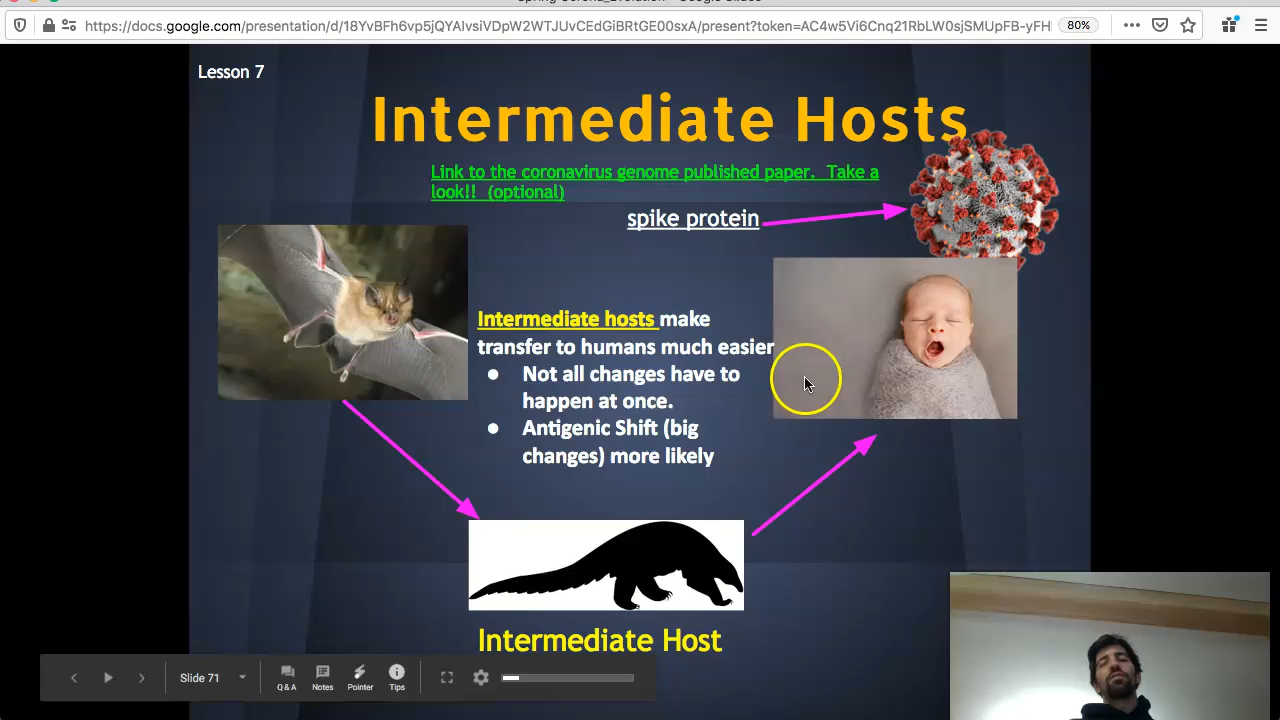 https://docs.google.com/presentation/d/18YvBFh6vp5jQYAIvsIVDpW2WTJUvCEdGiBRtGE00sxA/present?token=AC4w5Vi6Cnq21RbLW0sjSMUpFB-yFH
80%
Lesson 7
Intermediate Hosts
Link to the coronavirus genome published paper. Take a
look!! (optional)
spike protein
Intermediate hosts make
transfer to humans much easier
● Not all changes have to
happen at once.
● Antigenic Shift (big
changes) more likely
Intermediate Host
Slide 71
Q & A
Notes
Pointer
Tips